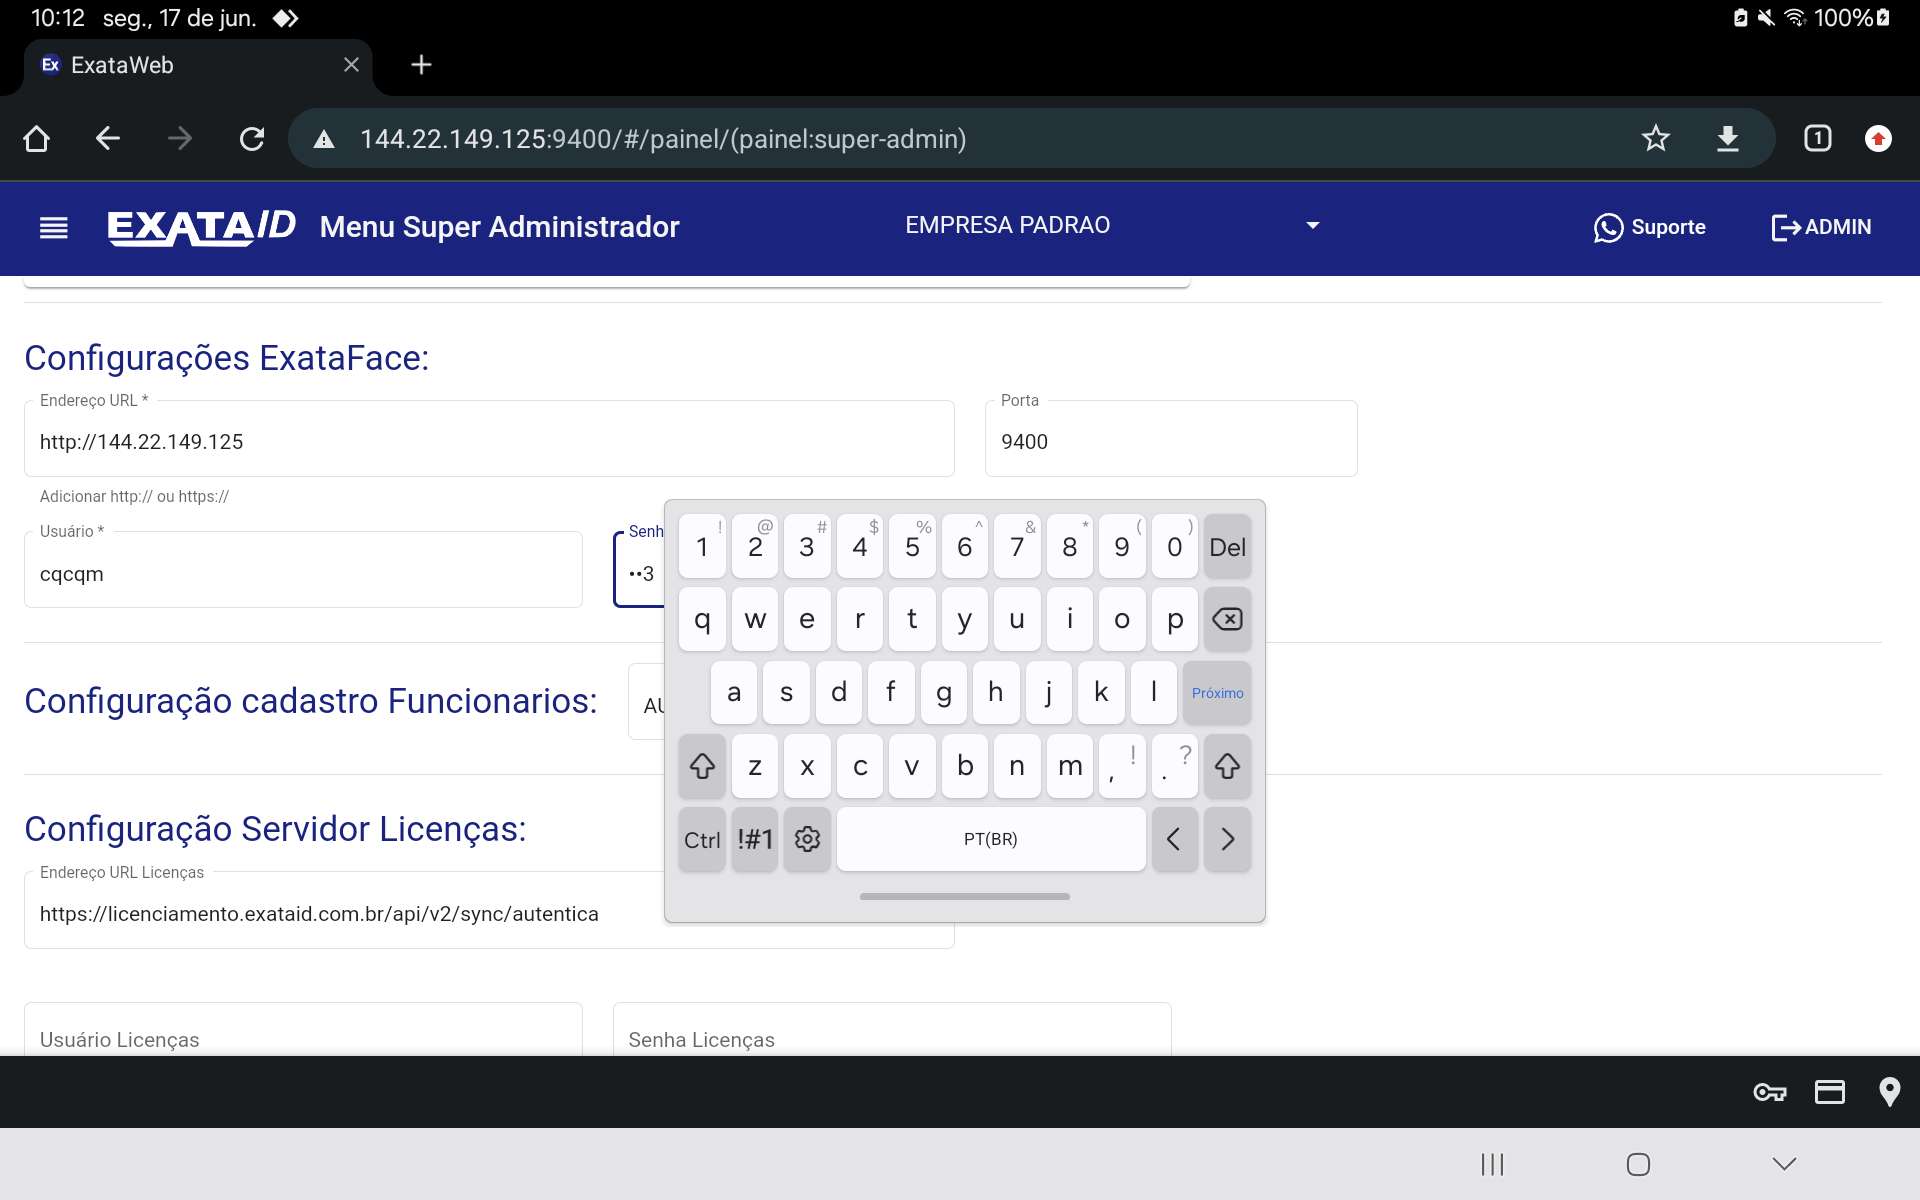 10:12 seg., 17 de jun. 100%
Ex ExataWeb
144.22.149.125:9400/#/painel/(painel:super-admin) 1
EXATAID Menu Super Administrador EMPRESA PADRAO Suporte ADMIN
Configurações ExataFace:
Endereço URL * Porta
http://144.22.149.125 9400
Adicionar http:// ou https://
Usuário * Senh
cqcqm ••3
! @ # $ % ^ & * ( )
1 2 3 4 5 6 7 8 9 0 Del
q w e r t y u i o p
Configuração cadastro Funcionarios: AU
a s d f g h j k l Próximo
z x c v b n m , ! . ?
Configuração Servidor Licenças:
Ctrl !#1 PT(BR) < >
Endereço URL Licenças
https://licenciamento.exataid.com.br/api/v2/sync/autentica
Usuário Licenças Senha Licenças